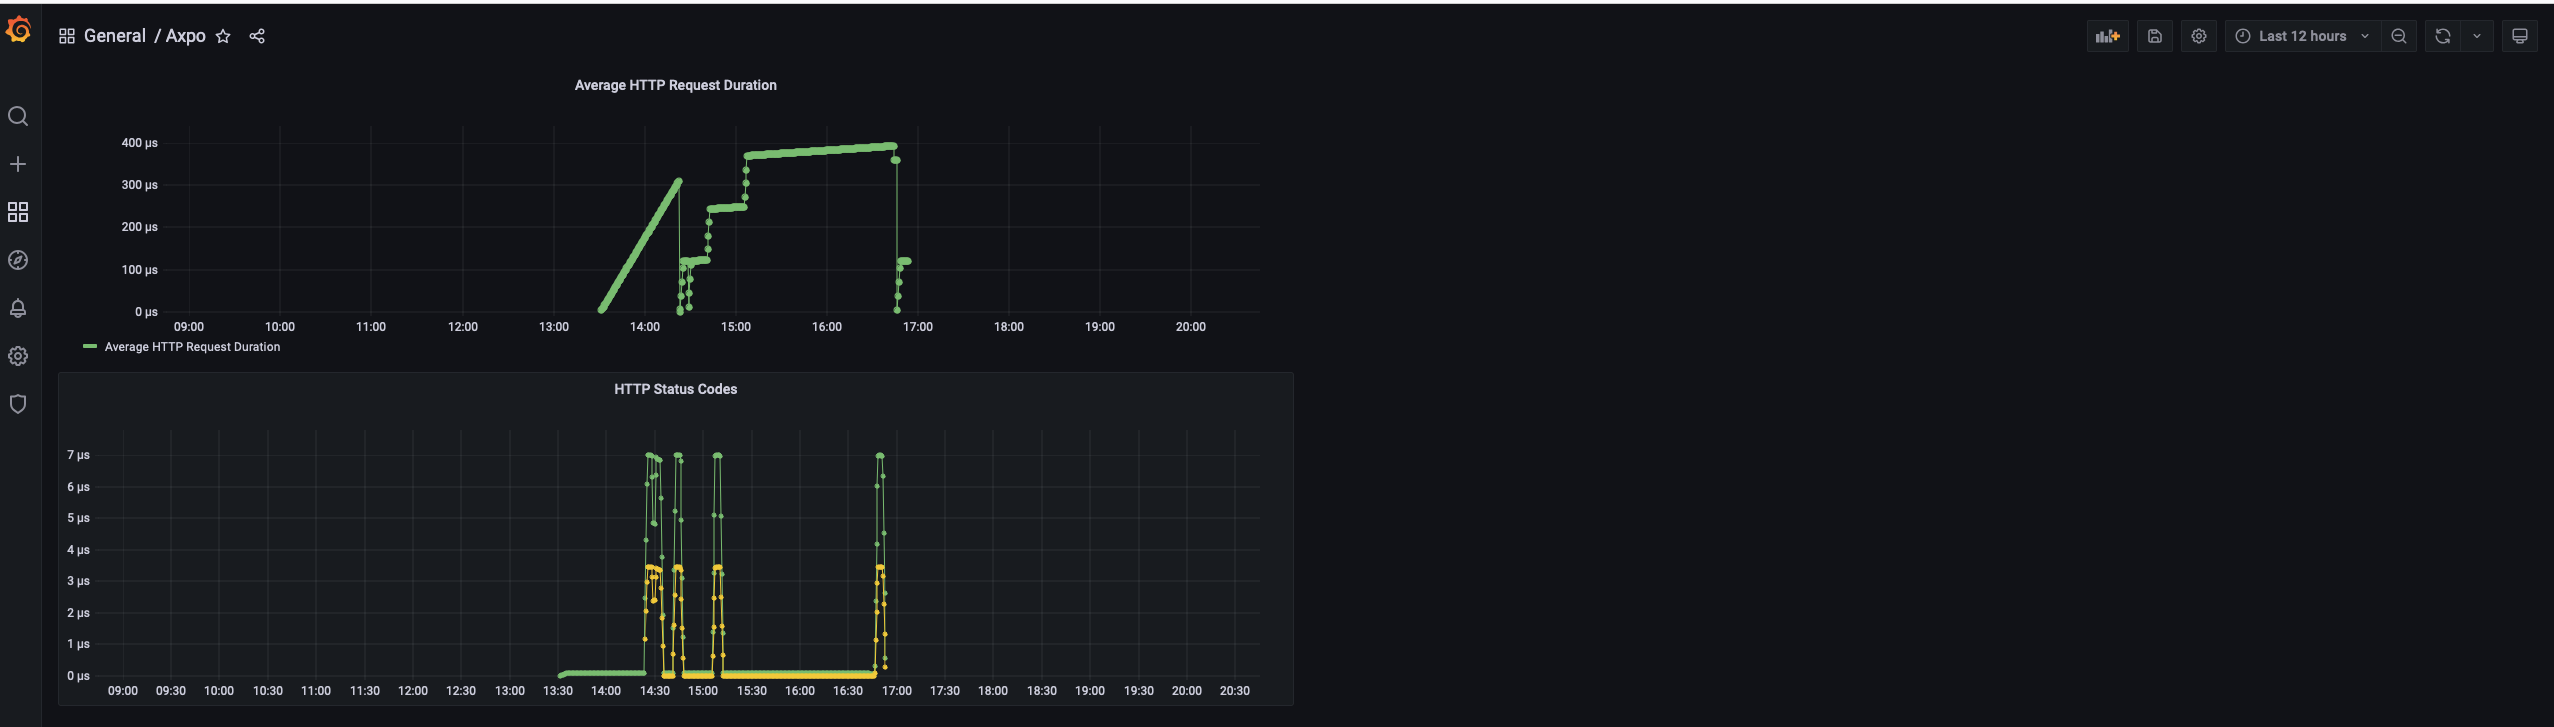 General / Axpo
Last 12 hours
Average HTTP Request Duration
400 µs
300 µs
200 µs
100 µs
0 µs
09:00 10:00 11:00 12:00 13:00 14:00 15:00 16:00 17:00 18:00 19:00 20:00
Average HTTP Request Duration
HTTP Status Codes
7 µs
6 µs
5 µs
4 µs
3 µs
2 µs
1 µs
0 µs
09:00 09:30 10:00 10:30 11:00 11:30 12:00 12:30 13:00 13:30 14:00 14:30 15:00 15:30 16:00 16:30 17:00 17:30 18:00 18:30 19:00 19:30 20:00 20:30